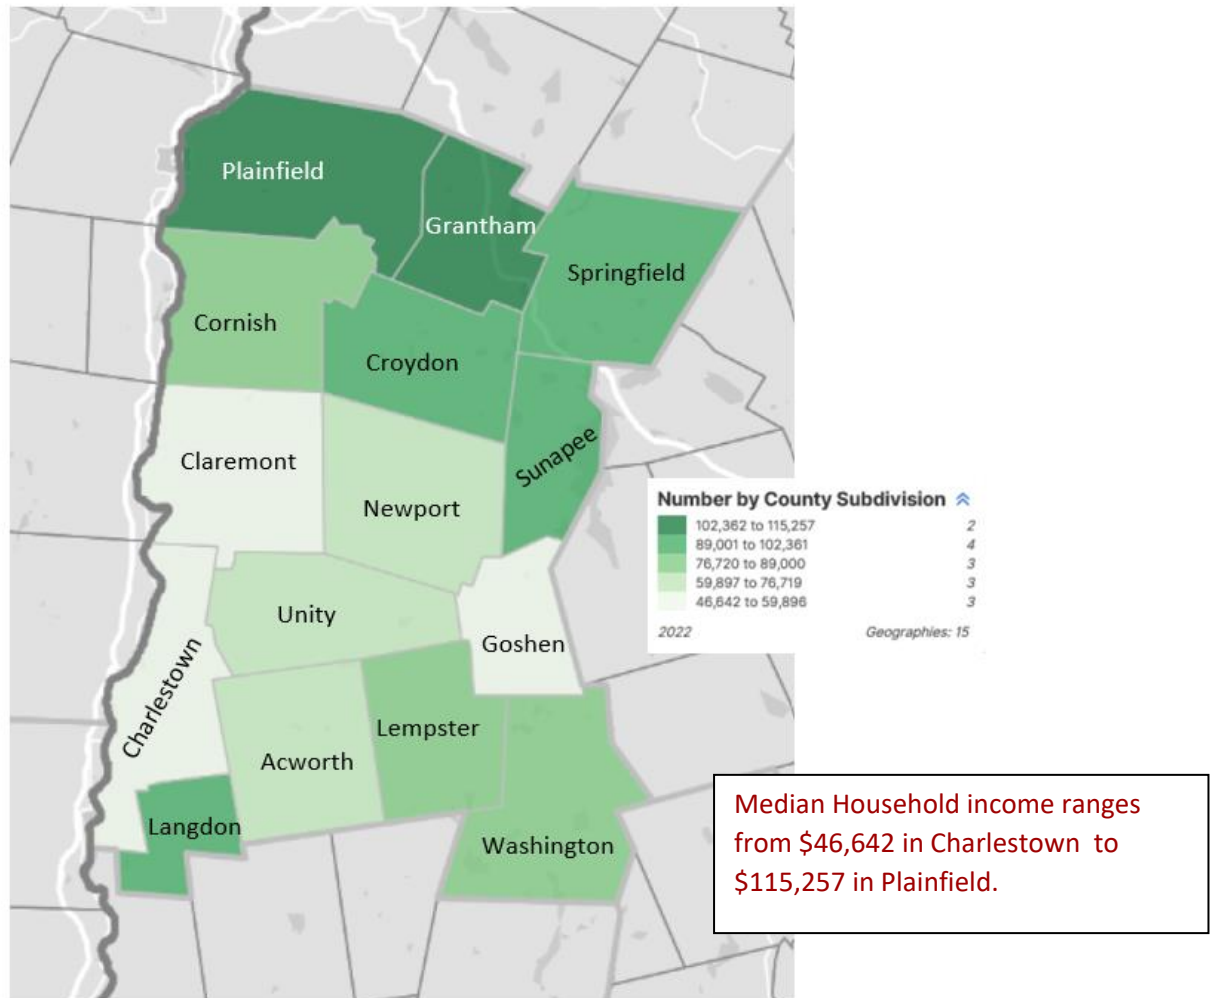 Plainfield
Grantham
Springfield
Cornish
Croydon
Claremont
Sunapee
Newport
Number by County Subdivision
102,362 to 115,257 2
89,001 to 102,361 4
76,720 to 89,000 3
59,897 to 76,719 3
46,642 to 59,896 3
2022 Geographies: 15
Unity
Goshen
Charlestown
Lempster
Acworth
Langdon
Washington
Median Household income ranges
from $46,642 in Charlestown to
$115,257 in Plainfield.